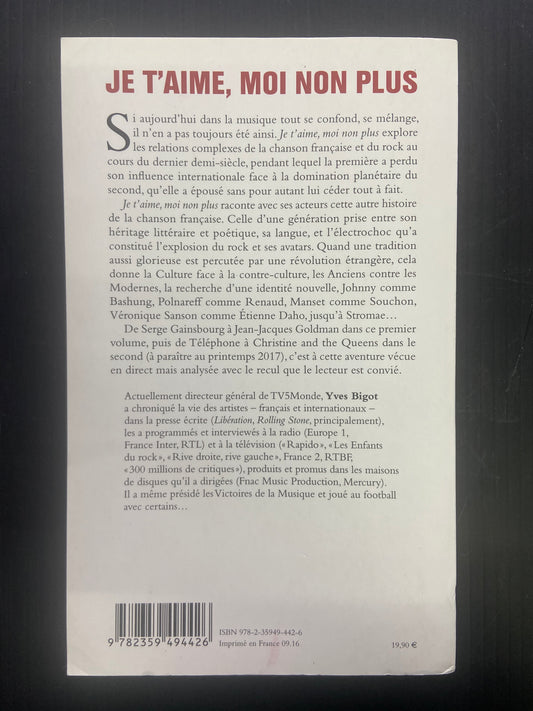 JE T'AIME, MOI NON PLUS
Si aujourd'hui dans la musique tout se confond, se mélange,
il n'en a pas toujours été ainsi. Je t'aime, moi non plus explore
les relations complexes de la chanson française et du rock au
cours du dernier demi-siècle, pendant lequel la première a perdu
son influence internationale face à la domination planétaire du
second, qu'elle a épousé sans pour autant lui céder tout à fait.
Je t'aime, moi non plus raconte avec ses acteurs cette autre histoire
de la chanson française. Celle d'une génération prise entre son
héritage littéraire et poétique, sa langue, et l'électrochoc qu'a
constitué l'explosion du rock et ses avatars. Quand une tradition
aussi glorieuse est percutée par une révolution étrangère, cela
donne la Culture face à la contre-culture, les Anciens contre les
Modernes, la recherche d'une identité nouvelle, Johnny comme
Bashung, Polnareff comme Renaud, Manset comme Souchon,
Véronique Sanson comme Étienne Daho, jusqu'à Stromae…
De Serge Gainsbourg à Jean-Jacques Goldman dans ce premier
volume, puis de Téléphone à Christine and the Queens dans le
second (à paraître au printemps 2017), c'est à cette aventure vécue
en direct mais analysée avec le recul que le lecteur est convié.
Actuellement directeur général de TV5Monde, Yves Bigot
a chroniqué la vie des artistes – français et internationaux –
dans la presse écrite (Libération, Rolling Stone, principalement),
les a programmés et interviewés à la radio (Europe 1,
France Inter, RTL) et à la télévision (« Rapido », « Les Enfants
du rock », « Rive droite, rive gauche », France 2, RTBF,
« 300 millions de critiques »), produits et promus dans les maisons
de disques qu'il a dirigées (Fnac Music Production, Mercury).
Il a même présidé les Victoires de la Musique et joué au football
avec certains…
ISBN 978-2-35949-442-6
9 782359 494426
Imprimé en France 09.16
19,90 €